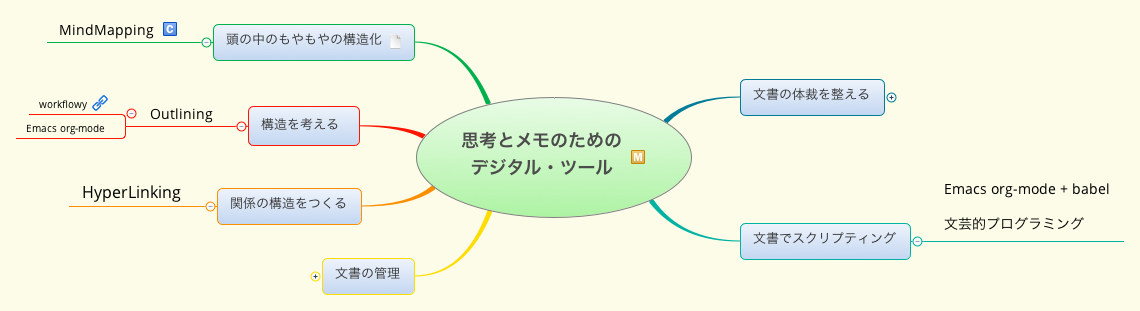 MindMapping
頭の中のもやもやの構造化
workflowy
Outlining
Emacs org-mode
構造を考える
HyperLinking
関係の構造をつくる
文書の管理
思考とメモのための
デジタル・ツール
M
C
文書の体裁を整える
文書でスクリプティング
Emacs org-mode + babel
文芸的プログラミング